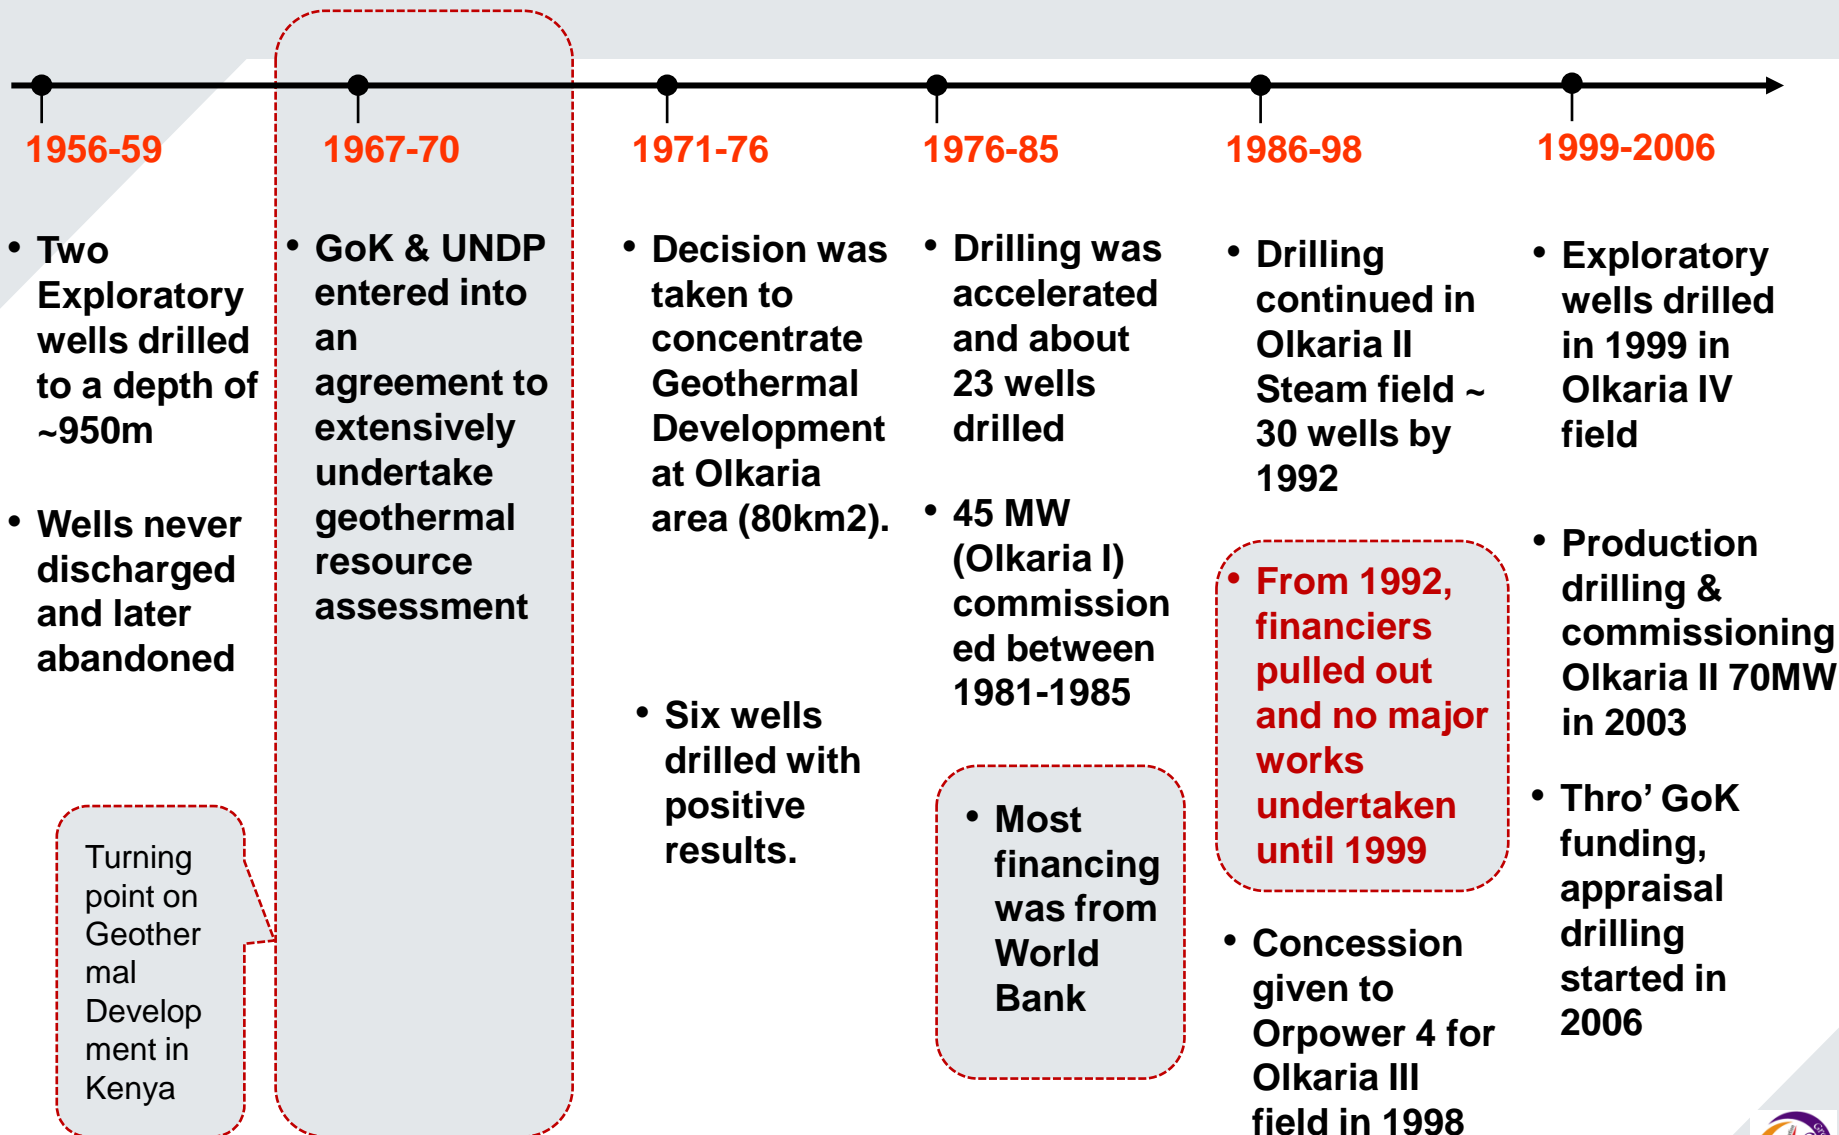 1956-59
1967-70
1971-76
1976-85
1986-98
1999-2006
• Two
Exploratory
wells drilled
to a depth of
~950m
• Wells never
discharged
and later
abandoned
Turning
point on
Geother
mal
Develop
ment in
Kenya
• GoK & UNDP
entered into
an
agreement to
extensively
undertake
geothermal
resource
assessment
• Decision was
taken to
concentrate
Geothermal
Development
at Olkaria
area (80km2).
• Six wells
drilled with
positive
results.
• Drilling was
accelerated
and about
23 wells
drilled
• 45 MW
(Olkaria I)
commission
ed between
1981-1985
• Most
financing
was from
World
Bank
• Drilling
continued in
Olkaria II
Steam field ~
30 wells by
1992
• From 1992,
financiers
pulled out
and no major
works
undertaken
until 1999
• Concession
given to
Orpower 4 for
Olkaria III
field in 1998
• Exploratory
wells drilled
in 1999 in
Olkaria IV
field
• Production
drilling &
commissioning
Olkaria II 70MW
in 2003
• Thro’ GoK
funding,
appraisal
drilling
started in
2006